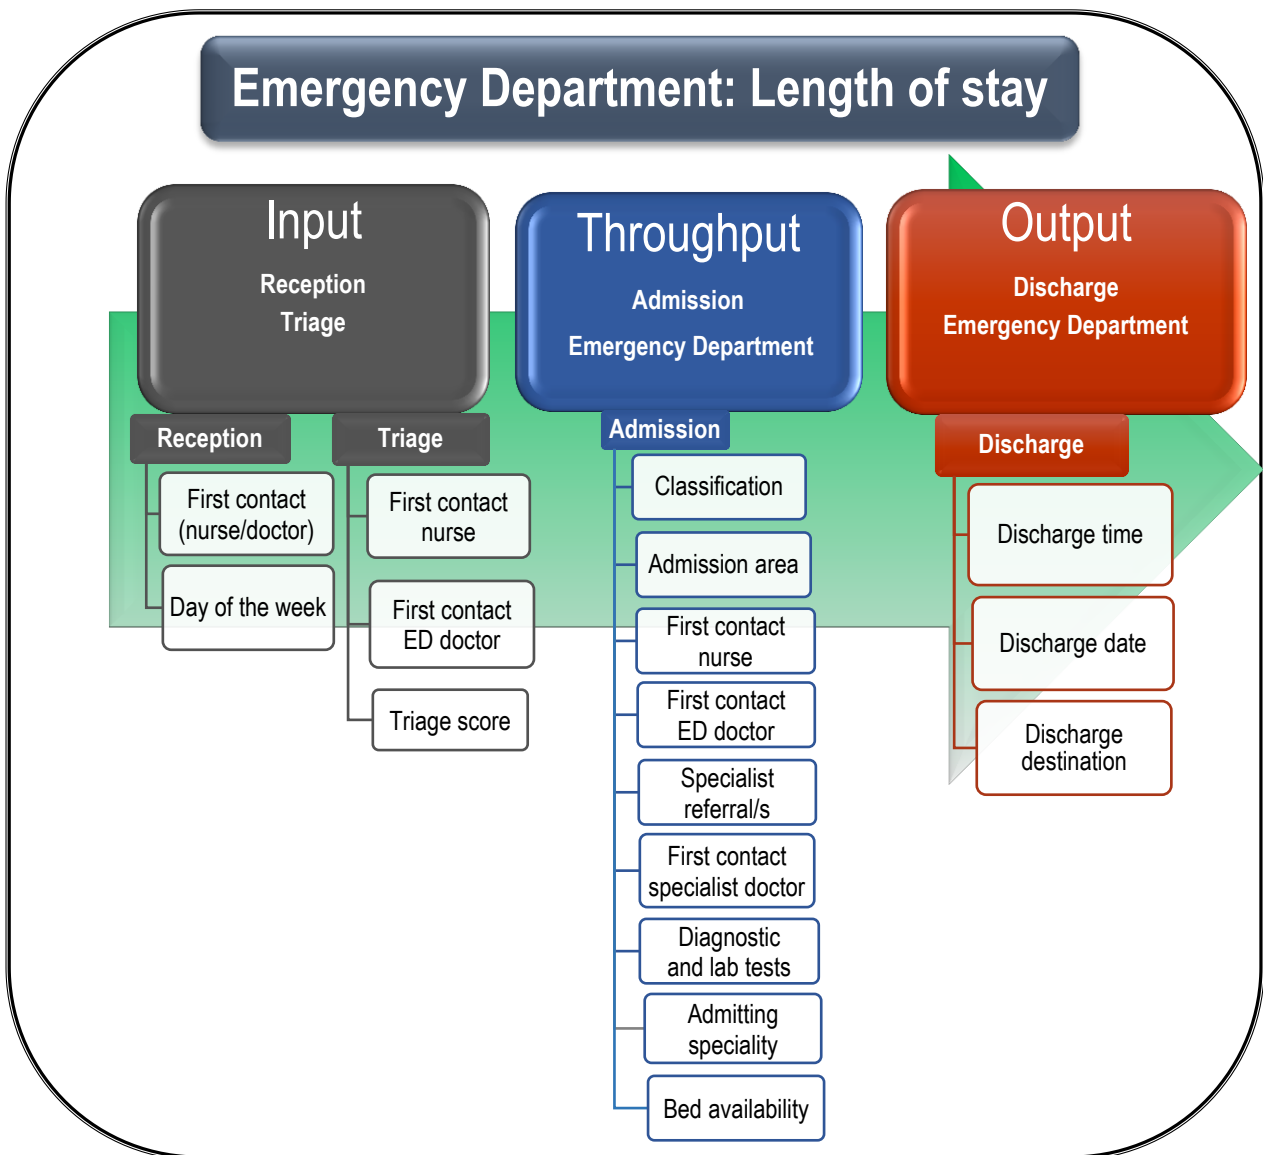 Emergency Department: Length of stay
Input
Reception
Triage
Throughput
Admission
Emergency Department
Output
Discharge
Emergency Department
Reception
First contact
(nurse/doctor)
Day of the week
Triage
First contact
nurse
First contact
ED doctor
Triage score
Admission
Classification
Admission area
First contact
nurse
First contact
ED doctor
Specialist
referral/s
First contact
specialist doctor
Diagnostic
and lab tests
Admitting
speciality
Bed availability
Discharge
Discharge time
Discharge date
Discharge
destination